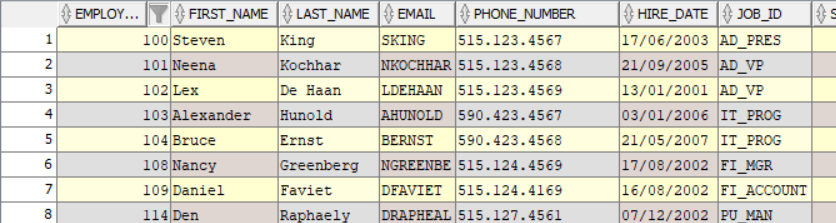 EMPLOY... FIRST_NAME LAST_NAME EMAIL PHONE_NUMBER HIRE_DATE JOB_ID S
1 100 Steven King SKING 515.123.4567 17/06/2003 AD_PRES
2 101 Neena Kochhar NKOCHHAR 515.123.4568 21/09/2005 AD_VP
3 102 Lex De Haan LDEHAAN 515.123.4569 13/01/2001 AD_VP
4 103 Alexander Hunold AHUNOLD 590.423.4567 03/01/2006 IT_PROG
5 104 Bruce Ernst BERNST 590.423.4568 21/05/2007 IT_PROG
6 108 Nancy Greenberg NGREENBE 515.124.4569 17/08/2002 FI_MGR
7 109 Daniel Faviet DFAVIET 515.124.4169 16/08/2002 FI_ACCOUNT
8 114 Den Raphaely DRAPHEAL 515.127.4561 07/12/2002 PU_MAN